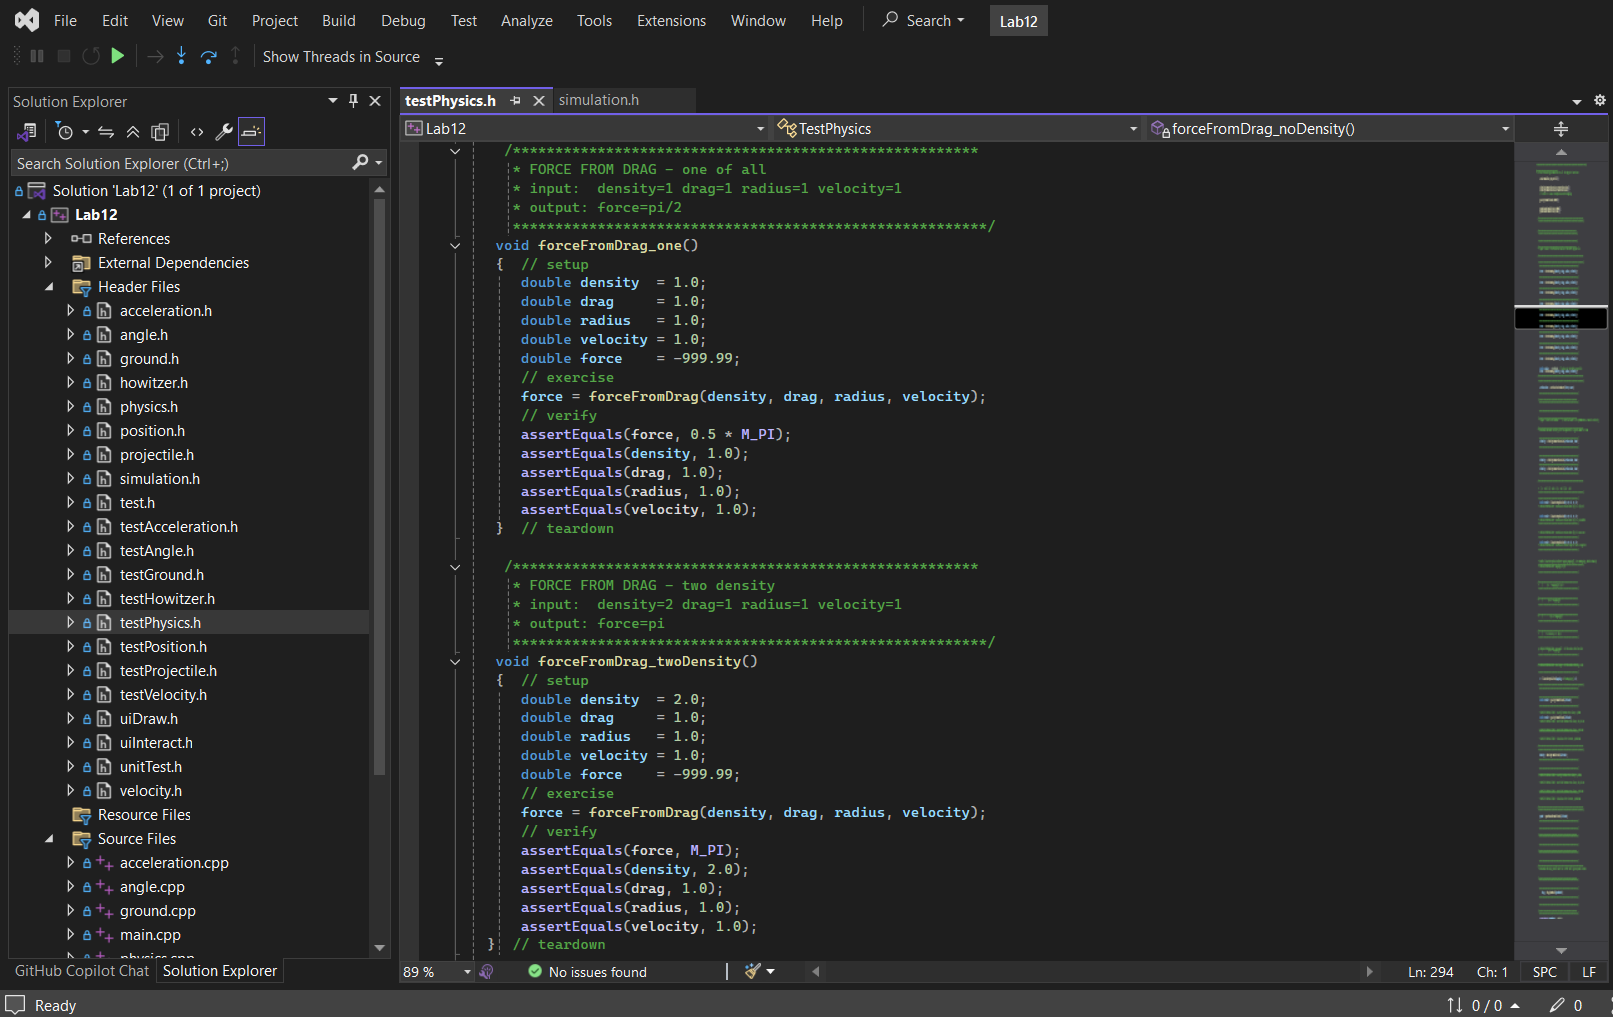 File Edit View Git Project Build Debug Test Analyze Tools Extensions Window Help Search Lab12
Show Threads in Source
Solution Explorer
Search Solution Explorer (Ctrl+;)
Solution 'Lab12' (1 of 1 project)
Lab12
References
External Dependencies
Header Files
acceleration.h
angle.h
ground.h
howitzer.h
physics.h
position.h
projectile.h
simulation.h
test.h
testAcceleration.h
testAngle.h
testGround.h
testHowitzer.h
testPhysics.h
testPosition.h
testProjectile.h
testVelocity.h
uiDraw.h
uiInteract.h
unitTest.h
velocity.h
Resource Files
Source Files
acceleration.cpp
angle.cpp
ground.cpp
main.cpp
physics.cpp
GitHub Copilot Chat Solution Explorer
testPhysics.h simulation.h
Lab12 TestPhysics forceFromDrag_noDensity()
/*******************************************************
* FORCE FROM DRAG - one of all
* input:  density=1 drag=1 radius=1 velocity=1
* output: force=pi/2
********************************************************/
void forceFromDrag_one()
{  // setup
double density  = 1.0;
double drag     = 1.0;
double radius   = 1.0;
double velocity = 1.0;
double force    = -999.99;
// exercise
force = forceFromDrag(density, drag, radius, velocity);
// verify
assertEquals(force, 0.5 * M_PI);
assertEquals(density, 1.0);
assertEquals(drag, 1.0);
assertEquals(radius, 1.0);
assertEquals(velocity, 1.0);
}  // teardown
/*******************************************************
* FORCE FROM DRAG - two density
* input:  density=2 drag=1 radius=1 velocity=1
* output: force=pi
********************************************************/
void forceFromDrag_twoDensity()
{  // setup
double density  = 2.0;
double drag     = 1.0;
double radius   = 1.0;
double velocity = 1.0;
double force    = -999.99;
// exercise
force = forceFromDrag(density, drag, radius, velocity);
// verify
assertEquals(force, M_PI);
assertEquals(density, 2.0);
assertEquals(drag, 1.0);
assertEquals(radius, 1.0);
assertEquals(velocity, 1.0);
}  // teardown
89 % No issues found Ln: 294 Ch: 1 SPC LF
Ready 0 / 0 0